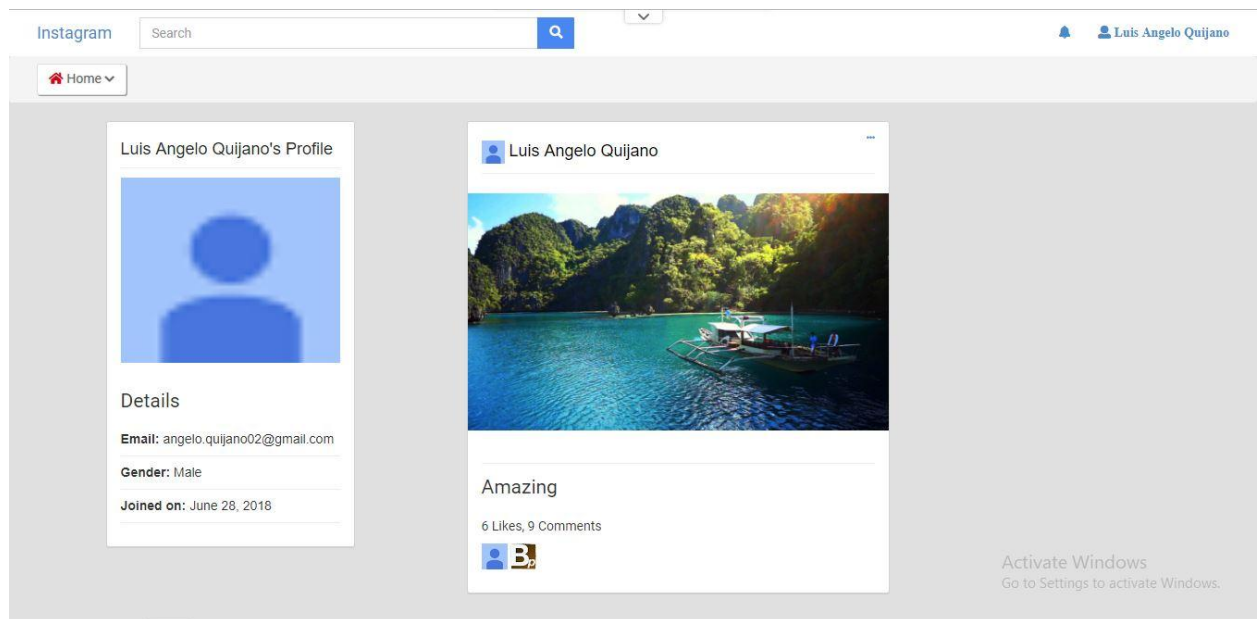 Instagram
Search
Luis Angelo Quijano
Home
Luis Angelo Quijano's Profile
Details
Email: angelo.quijano02@gmail.com
Gender: Male
Joined on: June 28, 2018
Luis Angelo Quijano
Amazing
6 Likes, 9 Comments
Bp
Activate Windows
Go to Settings to activate Windows.